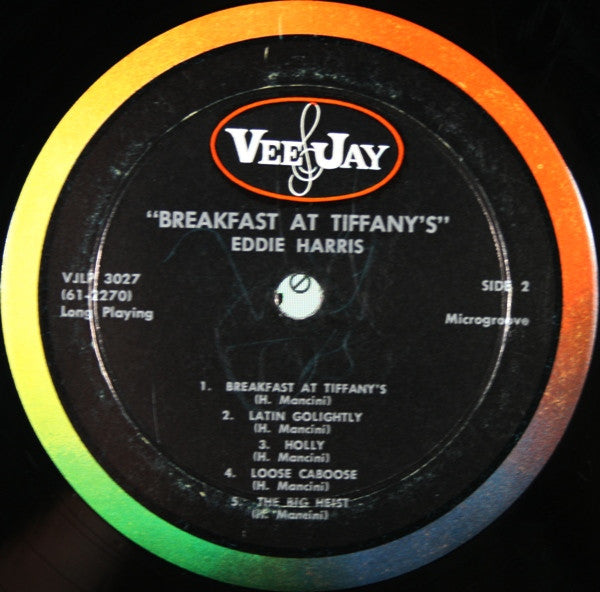 VEE JAY
"BREAKFAST AT TIFFANY'S"
EDDIE HARRIS
VJLP 3027
(61-2270)
Long Playing
SIDE 2
Microgroove
1. BREAKFAST AT TIFFANY'S
(H. Mancini)
2. LATIN GOLIGHTLY
(H. Mancini)
3. HOLLY
(H. Mancini)
4. LOOSE CABOOSE
(H. Mancini)
5. THE BIG HEIST
(H. Mancini)